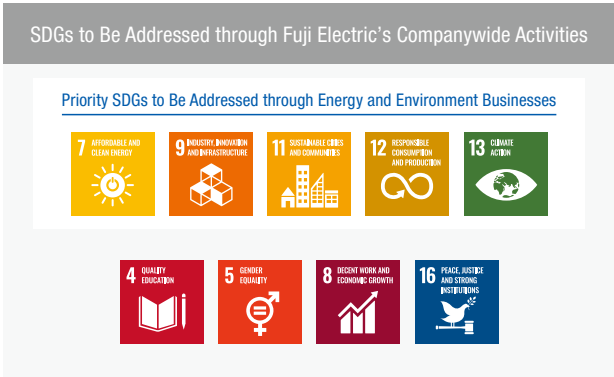 SDGs to Be Addressed through Fuji Electric's Companywide Activities
Priority SDGs to Be Addressed through Energy and Environment Businesses
7 AFFORDABLE AND
CLEAN ENERGY
9 INDUSTRY, INNOVATION
AND INFRASTRUCTURE
11 SUSTAINABLE CITIES
AND COMMUNITIES
12 RESPONSIBLE
CONSUMPTION
AND PRODUCTION
13 CLIMATE
ACTION
4 QUALITY
EDUCATION
5 GENDER
EQUALITY
8 DECENT WORK AND
ECONOMIC GROWTH
16 PEACE, JUSTICE
AND STRONG
INSTITUTIONS